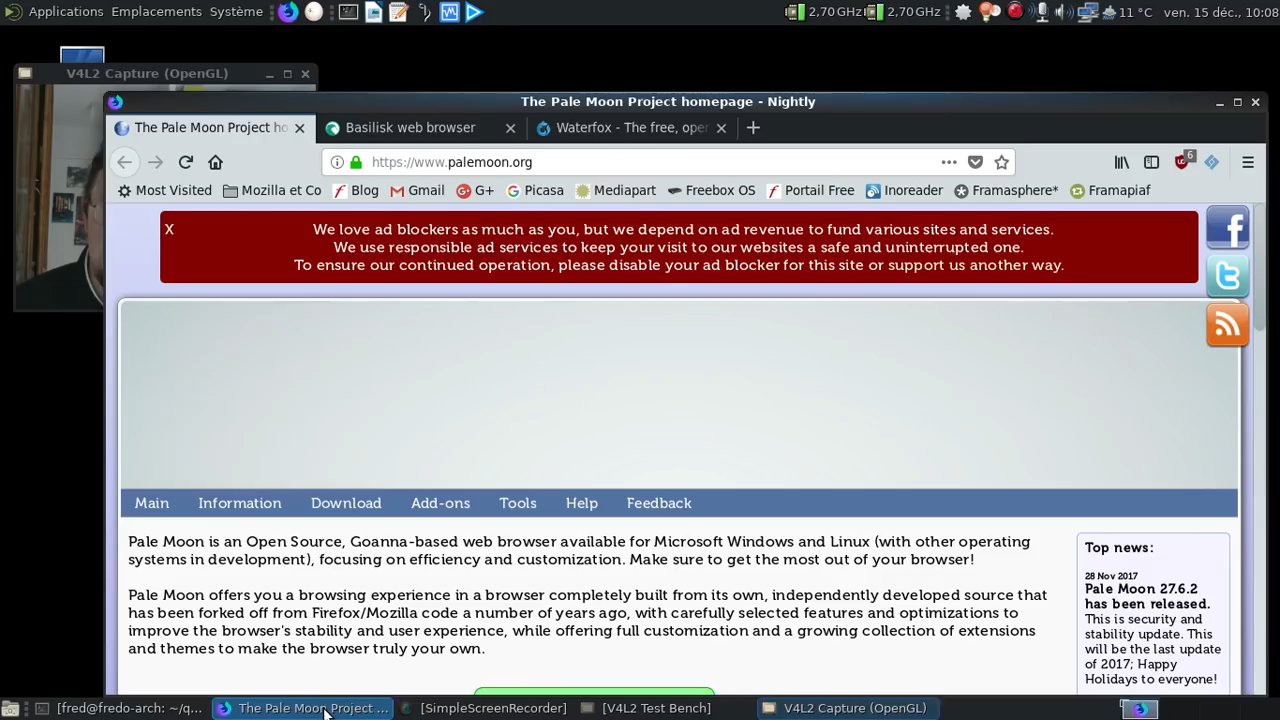 Applications Emplacements Système
2,70 GHz 2,70 GHz 11 °C ven. 15 déc., 10:08
V4L2 Capture (OpenGL)
The Pale Moon Project homepage - Nightly
The Pale Moon Project ho
Basilisk web browser
Waterfox - The free, oper
https://www.palemoon.org
6
Most Visited Mozilla et Co Blog Gmail G+ Picasa Mediapart Freebox OS Portail Free Inoreader Framasphere* Framapiaf
X
We love ad blockers as much as you, but we depend on ad revenue to fund various sites and services.
We use responsible ad services to keep your visit to our websites a safe and uninterrupted one.
To ensure our continued operation, please disable your ad blocker for this site or support us another way.
Main Information Download Add-ons Tools Help Feedback
Pale Moon is an Open Source, Goanna-based web browser available for Microsoft Windows and Linux (with other operating
systems in development), focusing on efficiency and customization. Make sure to get the most out of your browser!
Pale Moon offers you a browsing experience in a browser completely built from its own, independently developed source that
has been forked off from Firefox/Mozilla code a number of years ago, with carefully selected features and optimizations to
improve the browser's stability and user experience, while offering full customization and a growing collection of extensions
and themes to make the browser truly your own.
Top news:
28 Nov 2017
Pale Moon 27.6.2
has been released.
This is security and
stability update. This
will be the last update
of 2017; Happy
Holidays to everyone!
[fred@fredo-arch: ~/q...
The Pale Moon Project ...
[SimpleScreenRecorder]
[V4L2 Test Bench]
V4L2 Capture (OpenGL)